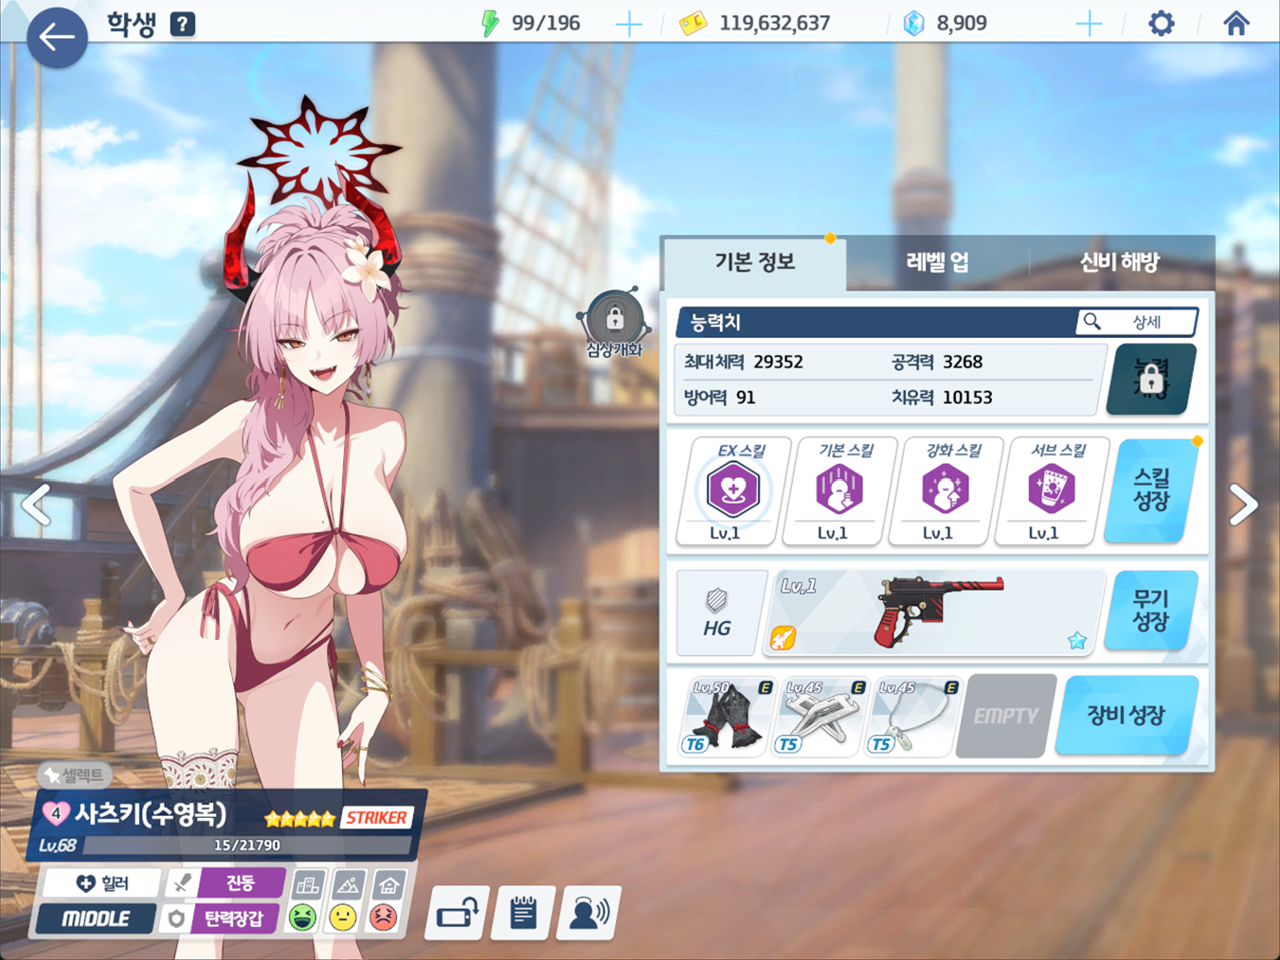 학생 ?
99/196
119,632,637
8,909
심상개화
기본 정보
레벨 업
신비 해방
능력치
상세
최대 체력 29352
공격력 3268
방어력 91
치유력 10153
EX 스킬
기본 스킬
강화 스킬
서브 스킬
Lv.1
Lv.1
Lv.1
Lv.1
스킬
성장
HG
Lv.1
무기
성장
Lv.50 E
T6
Lv.45 E
T5
Lv.45 E
T5
EMPTY
장비 성장
셀렉트
4 사츠키(수영복)
STRIKER
Lv.68
15/21790
힐러
진동
MIDDLE
탄력장갑